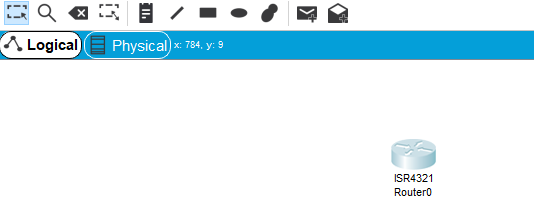 Logical
Physical
x: 784, y: 9
ISR4321
Router0